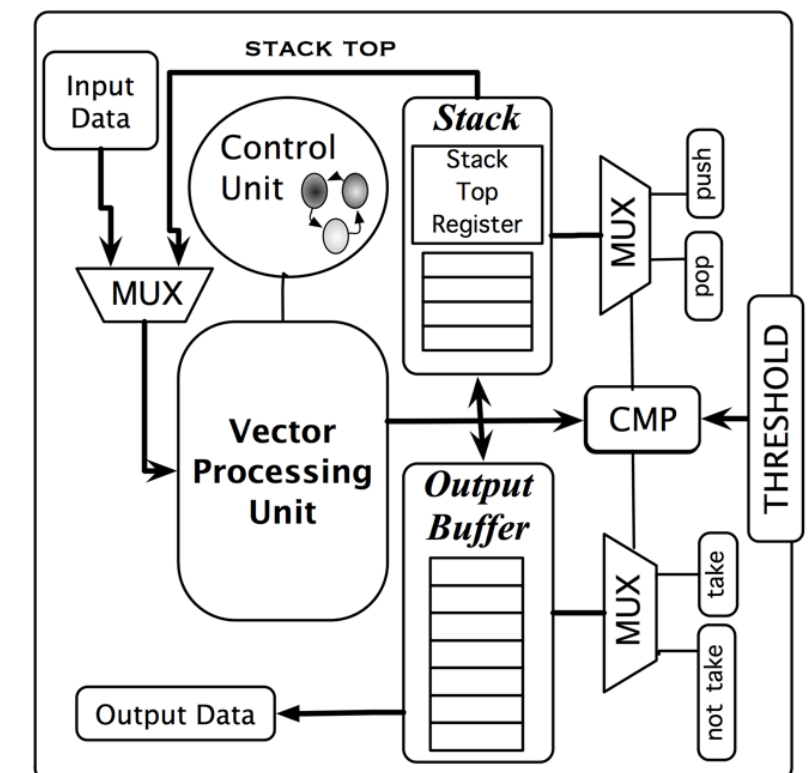 STACK TOP
Input
Data
Control
Unit
Stack
Stack
Top
Register
MUX
push
pop
MUX
THRESHOLD
CMP
Vector
Processing
Unit
Output
Buffer
MUX
take
not take
Output Data